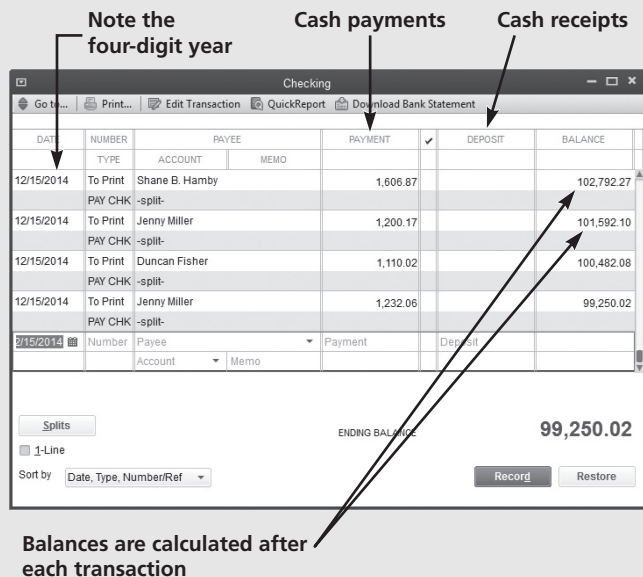 Note the
four-digit year
Cash payments
Cash receipts
Checking
Go to... Print... Edit Transaction QuickReport Download Bank Statement
DATE NUMBER PAYEE PAYMENT ✔ DEPOSIT BALANCE
TYPE ACCOUNT MEMO
12/15/2014 To Print Shane B. Hamby 1,606.87 102,792.27
PAY CHK -split-
12/15/2014 To Print Jenny Miller 1,200.17 101,592.10
PAY CHK -split-
12/15/2014 To Print Duncan Fisher 1,110.02 100,482.08
PAY CHK -split-
12/15/2014 To Print Jenny Miller 1,232.06 99,250.02
PAY CHK -split-
2/15/2014 Number Payee Payment Deposit
Account Memo
Splits
ENDING BALANCE 99,250.02
1-Line
Sort by Date, Type, Number/Ref
Record Restore
Balances are calculated after
each transaction